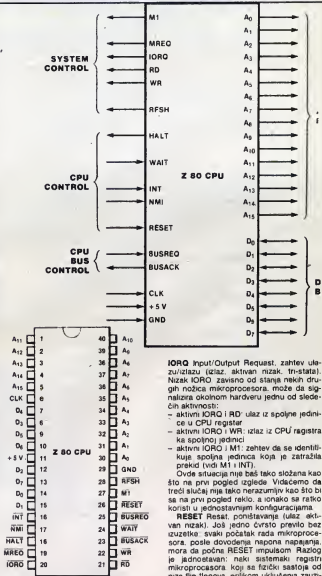 M1
MREQ
IORQ
RD
WR
RFSH
SYSTEM
CONTROL
HALT
WAIT
INT
NMI
RESET
CPU
CONTROL
BUSREQ
BUSACK
CPU
BUS
CONTROL
CLK
+ 5 V
GND
Z 80 CPU
A0
A1
A2
A3
A4
A5
A6
A7
A8
A9
A10
A11
A12
A13
A14
A15
D0
D1
D2
D3
D4
D5
D6
D7
D
B
A11 1
A12 2
A13 3
A14 4
A15 5
CLK 6
D4 7
D3 8
D5 9
D6 10
+ 5 V 11
D2 12
D7 13
D0 14
D1 15
INT 16
NMI 17
HALT 18
MREQ 19
IORQ 20
Z 80 CPU
40 A10
39 A9
38 A8
37 A7
36 A6
35 A5
34 A4
33 A3
32 A2
31 A1
30 A0
29 GND
28 RFSH
27 M1
26 RESET
25 BUSREQ
24 WAIT
23 BUSACK
22 WR
21 RD
IORQ Input/Output Request, zahtev ule-
zu/izlazu (izlaz, aktivan nizak, tri-stata).
Nizak IORQ zavisno od stanja nekih dru-
gih nožica mikroprocesora, može da sig-
nalizira okolnom hardveru jednu od slede-
ćih aktivnosti:
– aktivni IORQ i RD: ulaz iz spoljne jedini-
ce u CPU registar
– aktivni IORQ i WR: izlaz iz CPU registra
ka spoljnoj jedinici
– aktivni IORQ i M1: zahtev da se identifi-
kuje spoljna jedinica koja je zatražila
prekid (vidi M1 i INT).
Ovde situacija nije baš tako složena kao
što na prvi pogled izgleda. Videćemo da
treći slučaj nije tako nerazumljiv kao što bi
se na prvi pogled reklo, a ionako se ratko
koristi u jednostavnijim konfiguracijama
RESET Reset, poništavanje (ulaz, akti-
van nizak). Još jedno čvrsto pravilo bez
izuzetka: svaki početak rada mikroproce-
sora, posle dovođenja napona napajanja,
mora da počne RESET impulsom Razlog
je jednostavan: neki sistemski registri
mikroprocesora, koji se fizički sastoje od